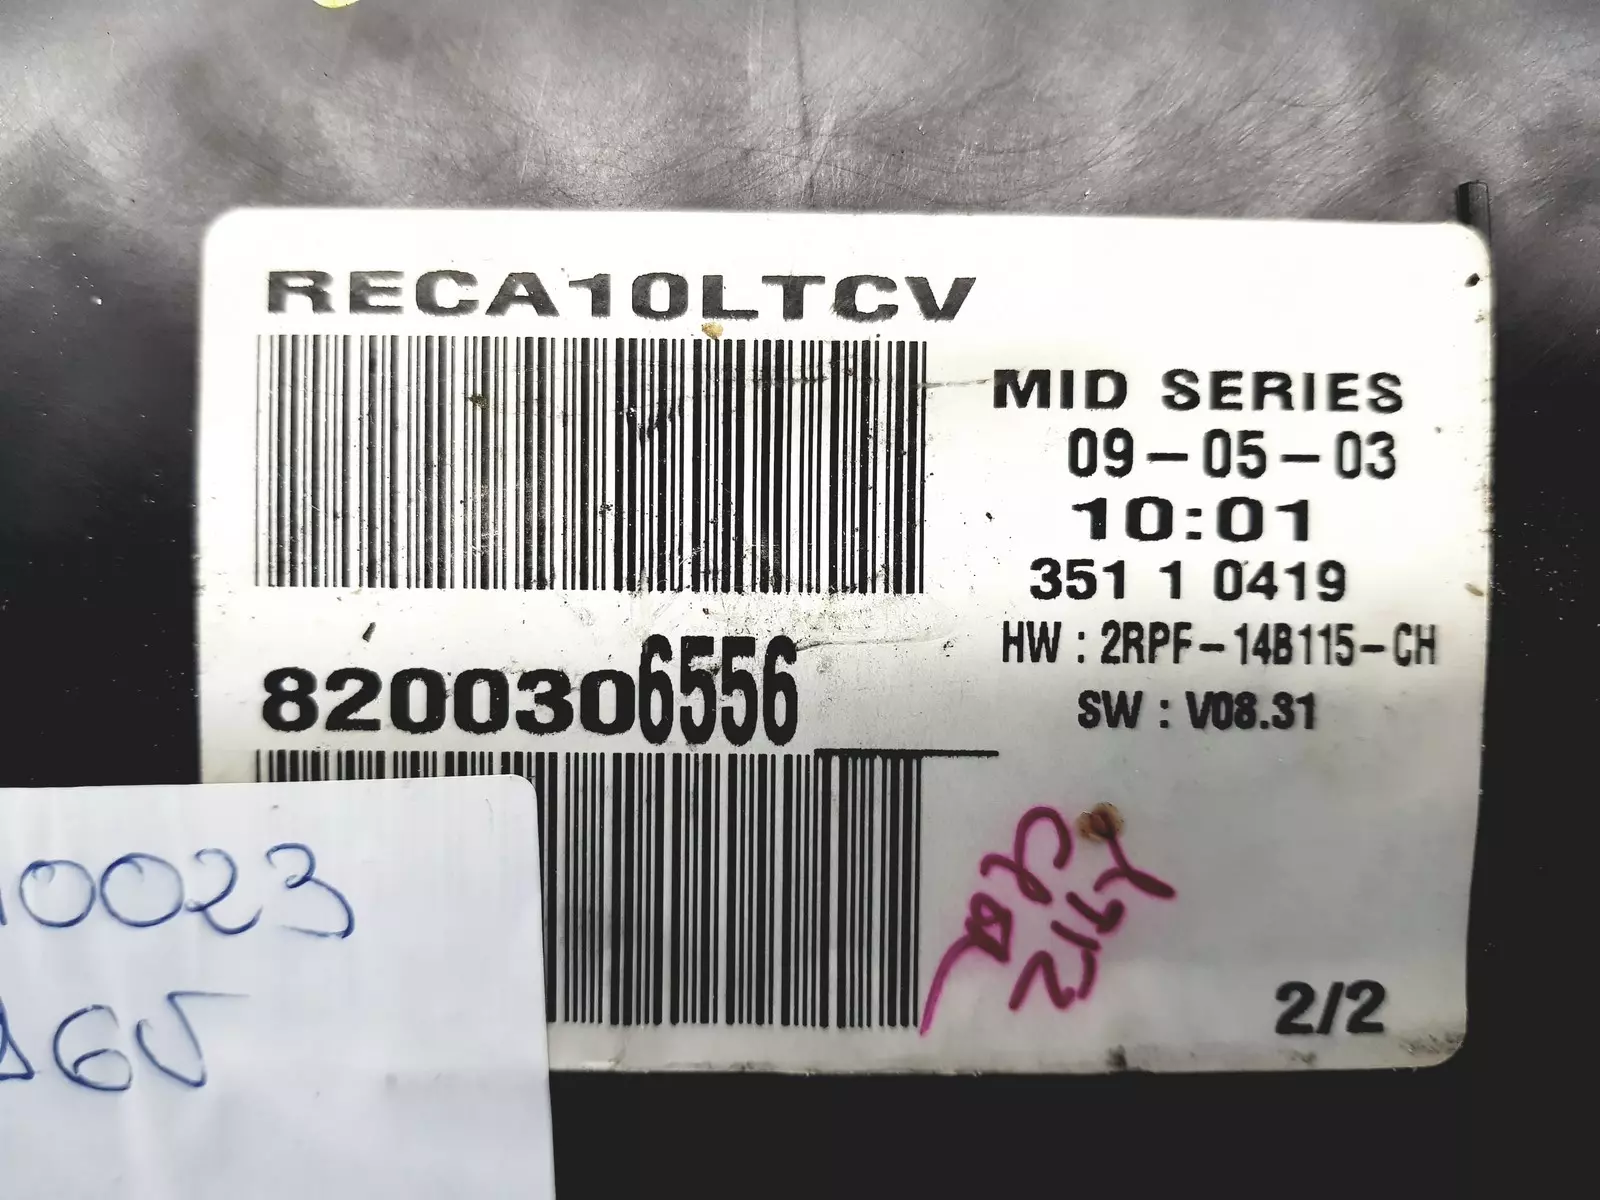 RECA10LTCV
MID SERIES
09-05-03
10:01
351 1 0419
HW : 2RPF-14B115-CH
SW : V08.31
8200306556
10023
2/2